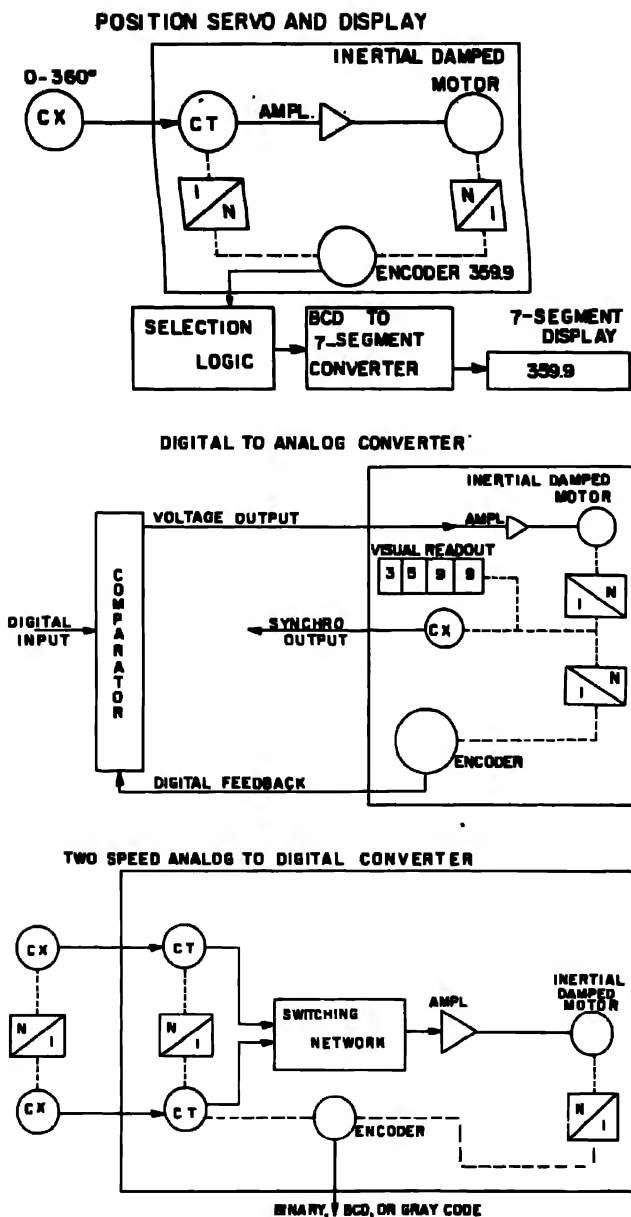 POSITION SERVO AND DISPLAY
INERTIAL DAMPED
MOTOR
0-360°
CX
CT
AMPL.
I
N
N
I
ENCODER 359.9
SELECTION
LOGIC
BCD TO
7-SEGMENT
CONVERTER
7-SEGMENT
DISPLAY
359.9
DIGITAL TO ANALOG CONVERTER
INERTIAL DAMPED
MOTOR
VOLTAGE OUTPUT
AMPL
VISUAL READOUT
3 5 9 9
COMPARATOR
DIGITAL
INPUT
SYNCHRO
OUTPUT
CX
I
N
I
N
ENCODER
DIGITAL FEEDBACK
TWO SPEED ANALOG TO DIGITAL CONVERTER
CX
CT
N
I
N
I
SWITCHING
NETWORK
AMPL
INERTIAL
DAMPED
MOTOR
CX
CT
ENCODER
N
I
BINARY, BCD, OR GRAY CODE